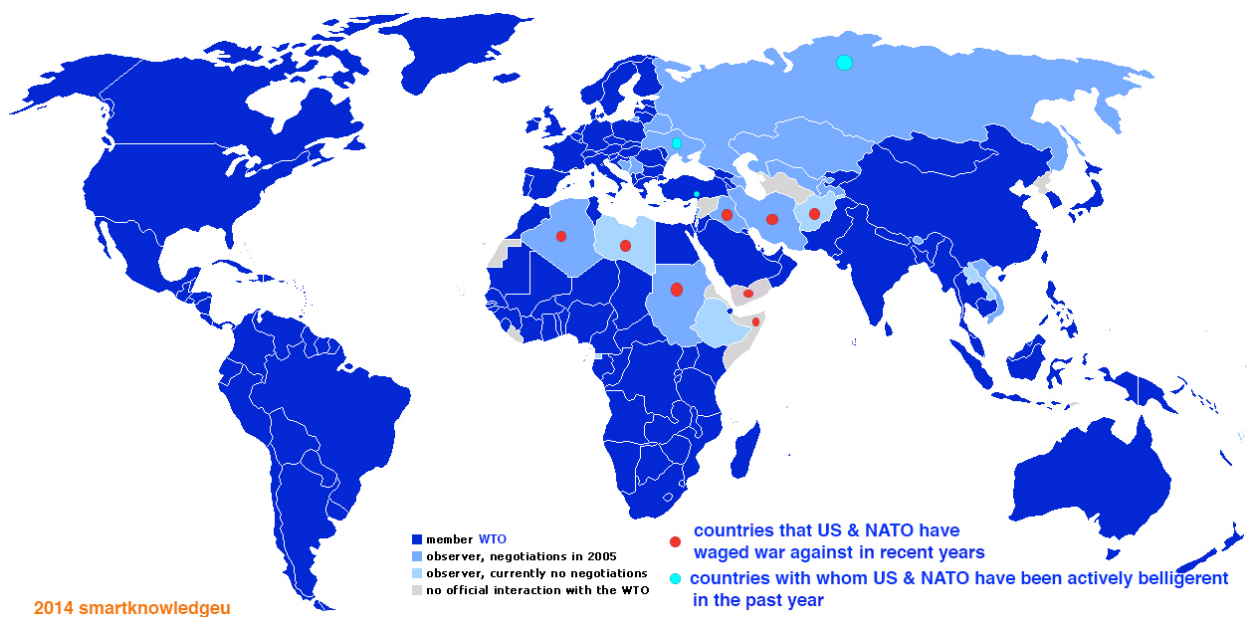 member WTO
observer, negotiations in 2005
observer, currently no negotiations
no official interaction with the WTO
countries that US & NATO have
waged war against in recent years
countries with whom US & NATO have been actively belligerent
in the past year
2014 smartknowledgeu